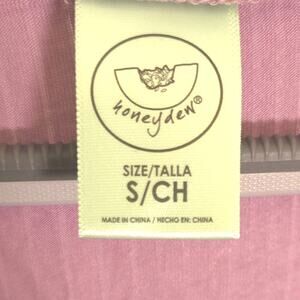 honeydew®
SIZE/TALLA
S/CH
MADE IN CHINA / HECHO EN: CHINA